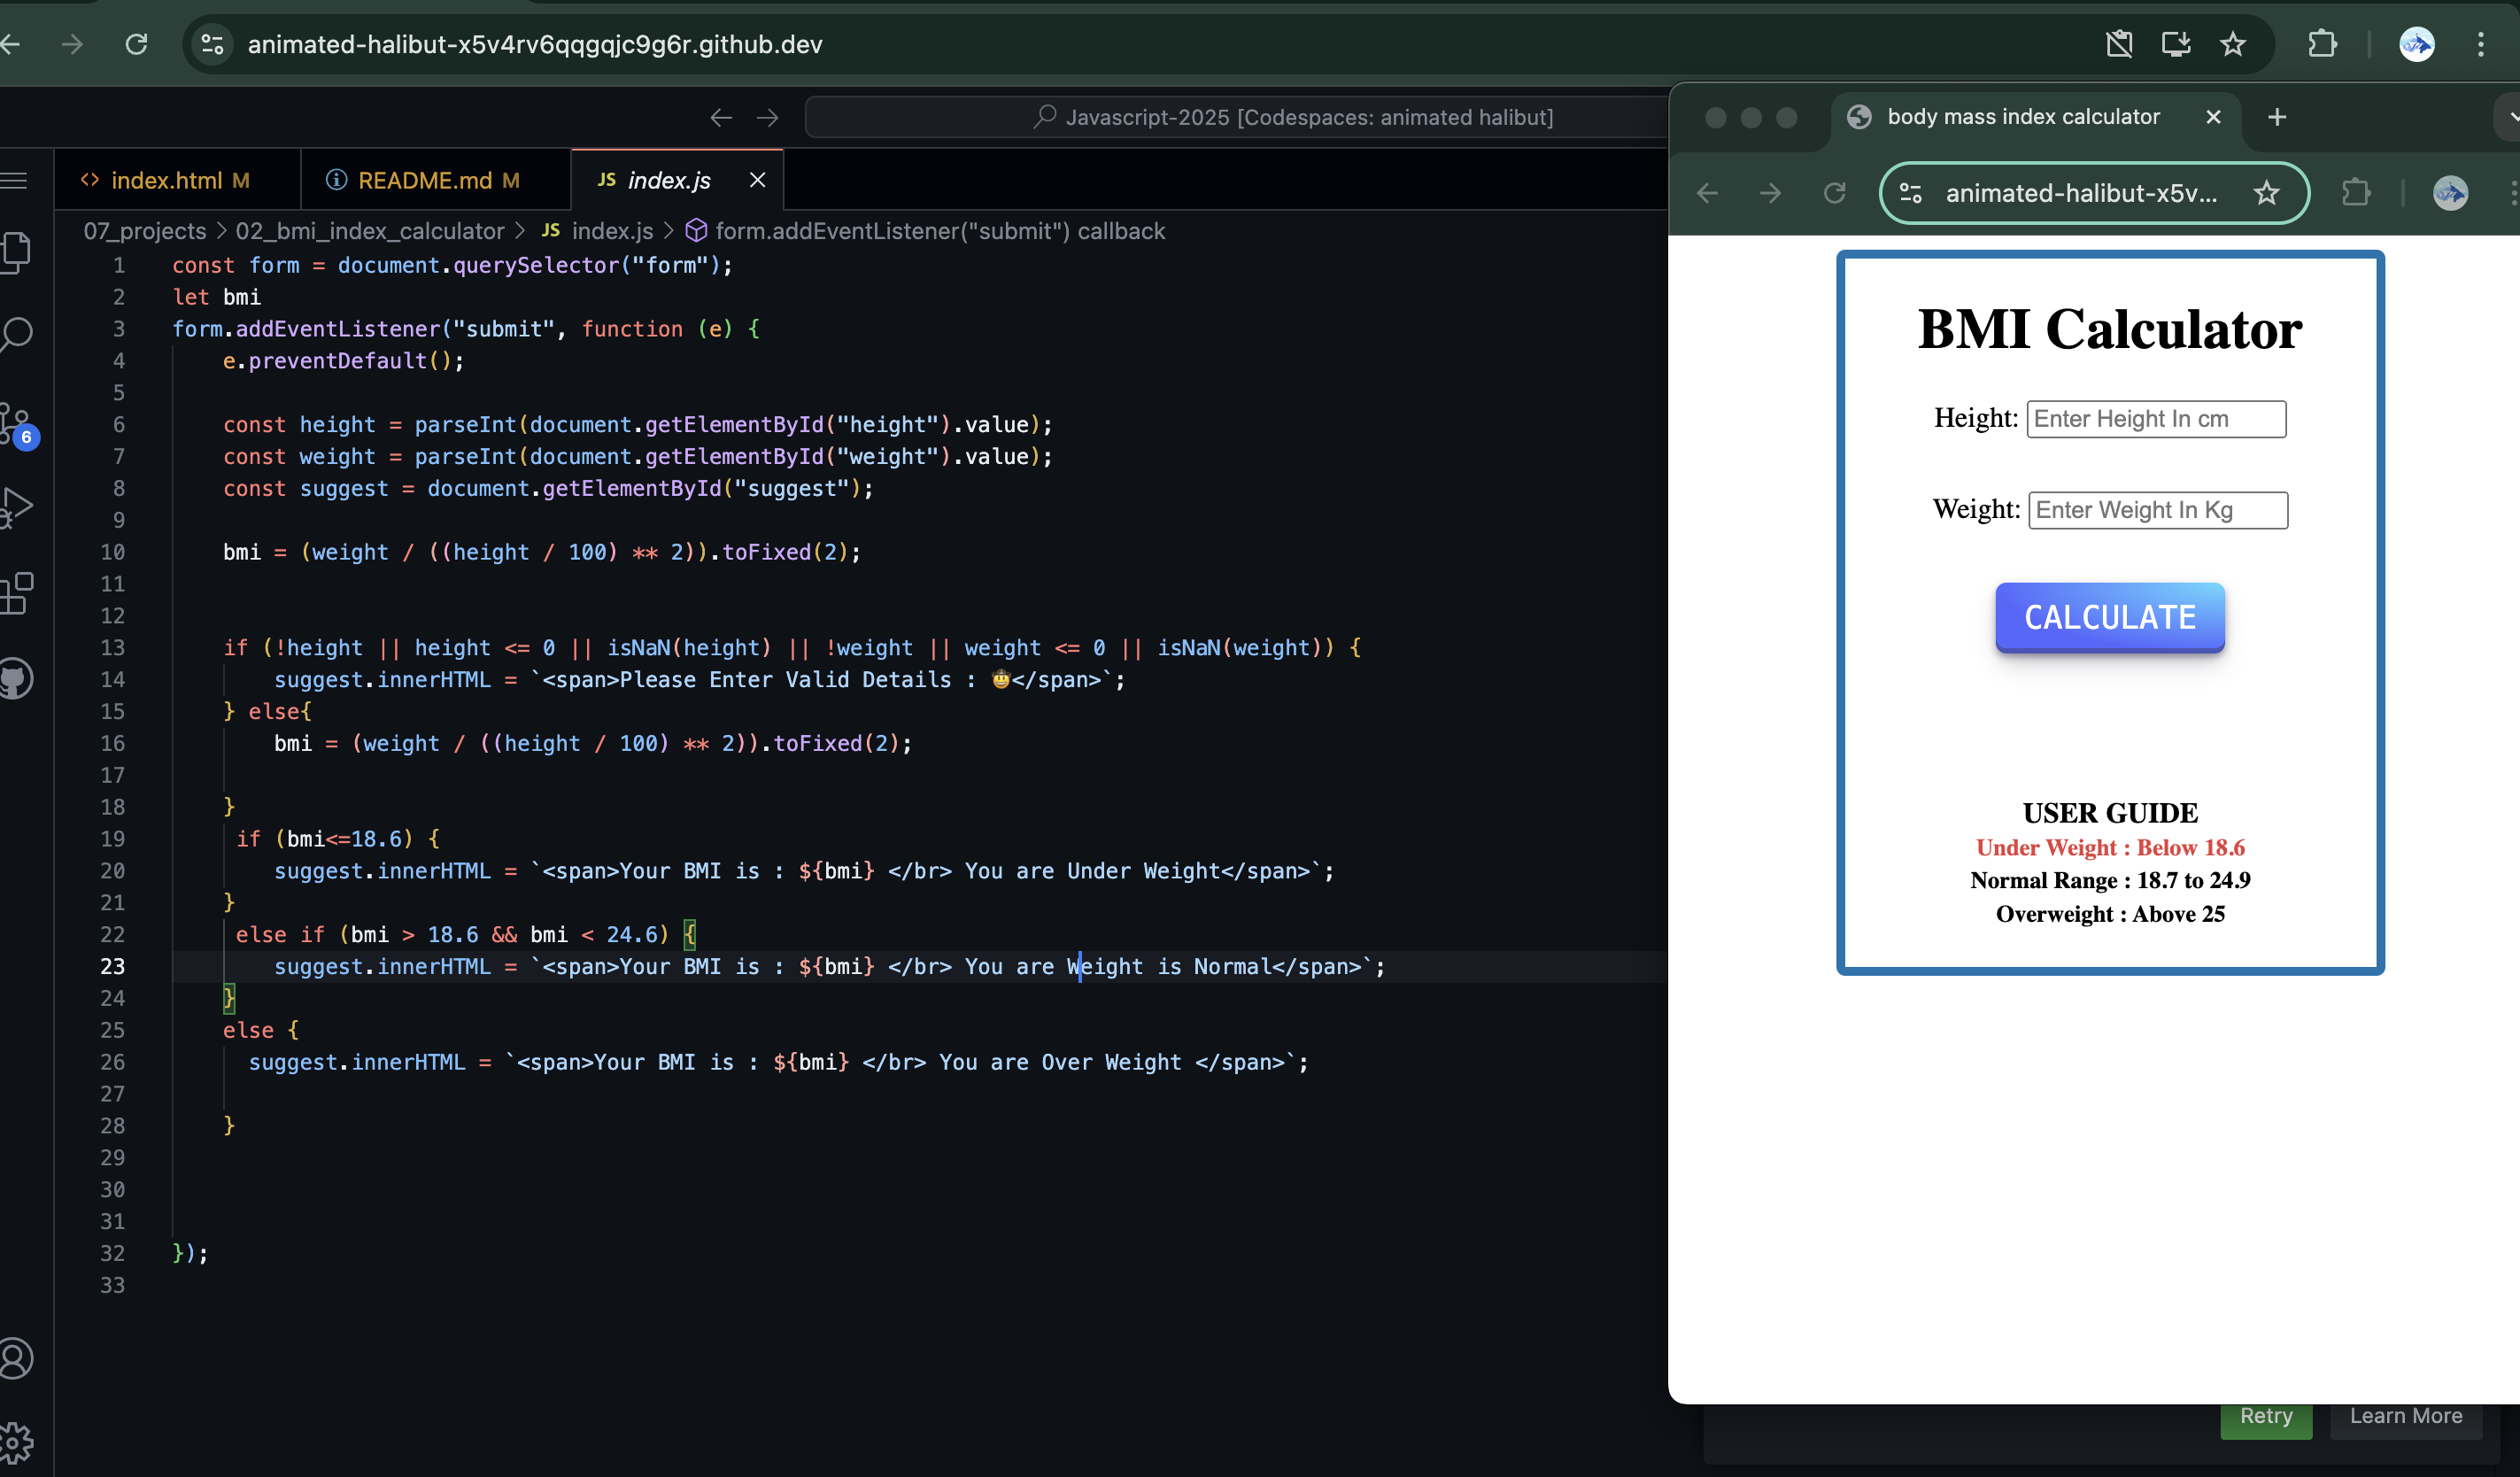 animated-halibut-x5v4rv6qqgqjc9g6r.github.dev
Javascript-2025 [Codespaces: animated halibut]
index.html M
README.md M
JS index.js
07_projects > 02_bmi_index_calculator > JS index.js > form.addEventListener("submit") callback
1 const form = document.querySelector("form");
2 let bmi
3 form.addEventListener("submit", function (e) {
4 e.preventDefault();
5
6 const height = parseInt(document.getElementById("height").value);
7 const weight = parseInt(document.getElementById("weight").value);
8 const suggest = document.getElementById("suggest");
9
10 bmi = (weight / ((height / 100) ** 2)).toFixed(2);
11
12
13 if (!height || height <= 0 || isNaN(height) || !weight || weight <= 0 || isNaN(weight)) {
14 suggest.innerHTML = `<span>Please Enter Valid Details : 🤠</span>`;
15 } else{
16 bmi = (weight / ((height / 100) ** 2)).toFixed(2);
17
18 }
19 if (bmi<=18.6) {
20 suggest.innerHTML = `<span>Your BMI is : ${bmi} </br> You are Under Weight</span>`;
21 }
22 else if (bmi > 18.6 && bmi < 24.6) {
23 suggest.innerHTML = `<span>Your BMI is : ${bmi} </br> You are Weight is Normal</span>`;
24 }
25 else {
26 suggest.innerHTML = `<span>Your BMI is : ${bmi} </br> You are Over Weight </span>`;
27
28 }
29
30
31
32 });
33
6
body mass index calculator
animated-halibut-x5v...
BMI Calculator
Height: Enter Height In cm
Weight: Enter Weight In Kg
CALCULATE
USER GUIDE
Under Weight : Below 18.6
Normal Range : 18.7 to 24.9
Overweight : Above 25
Retry
Learn More